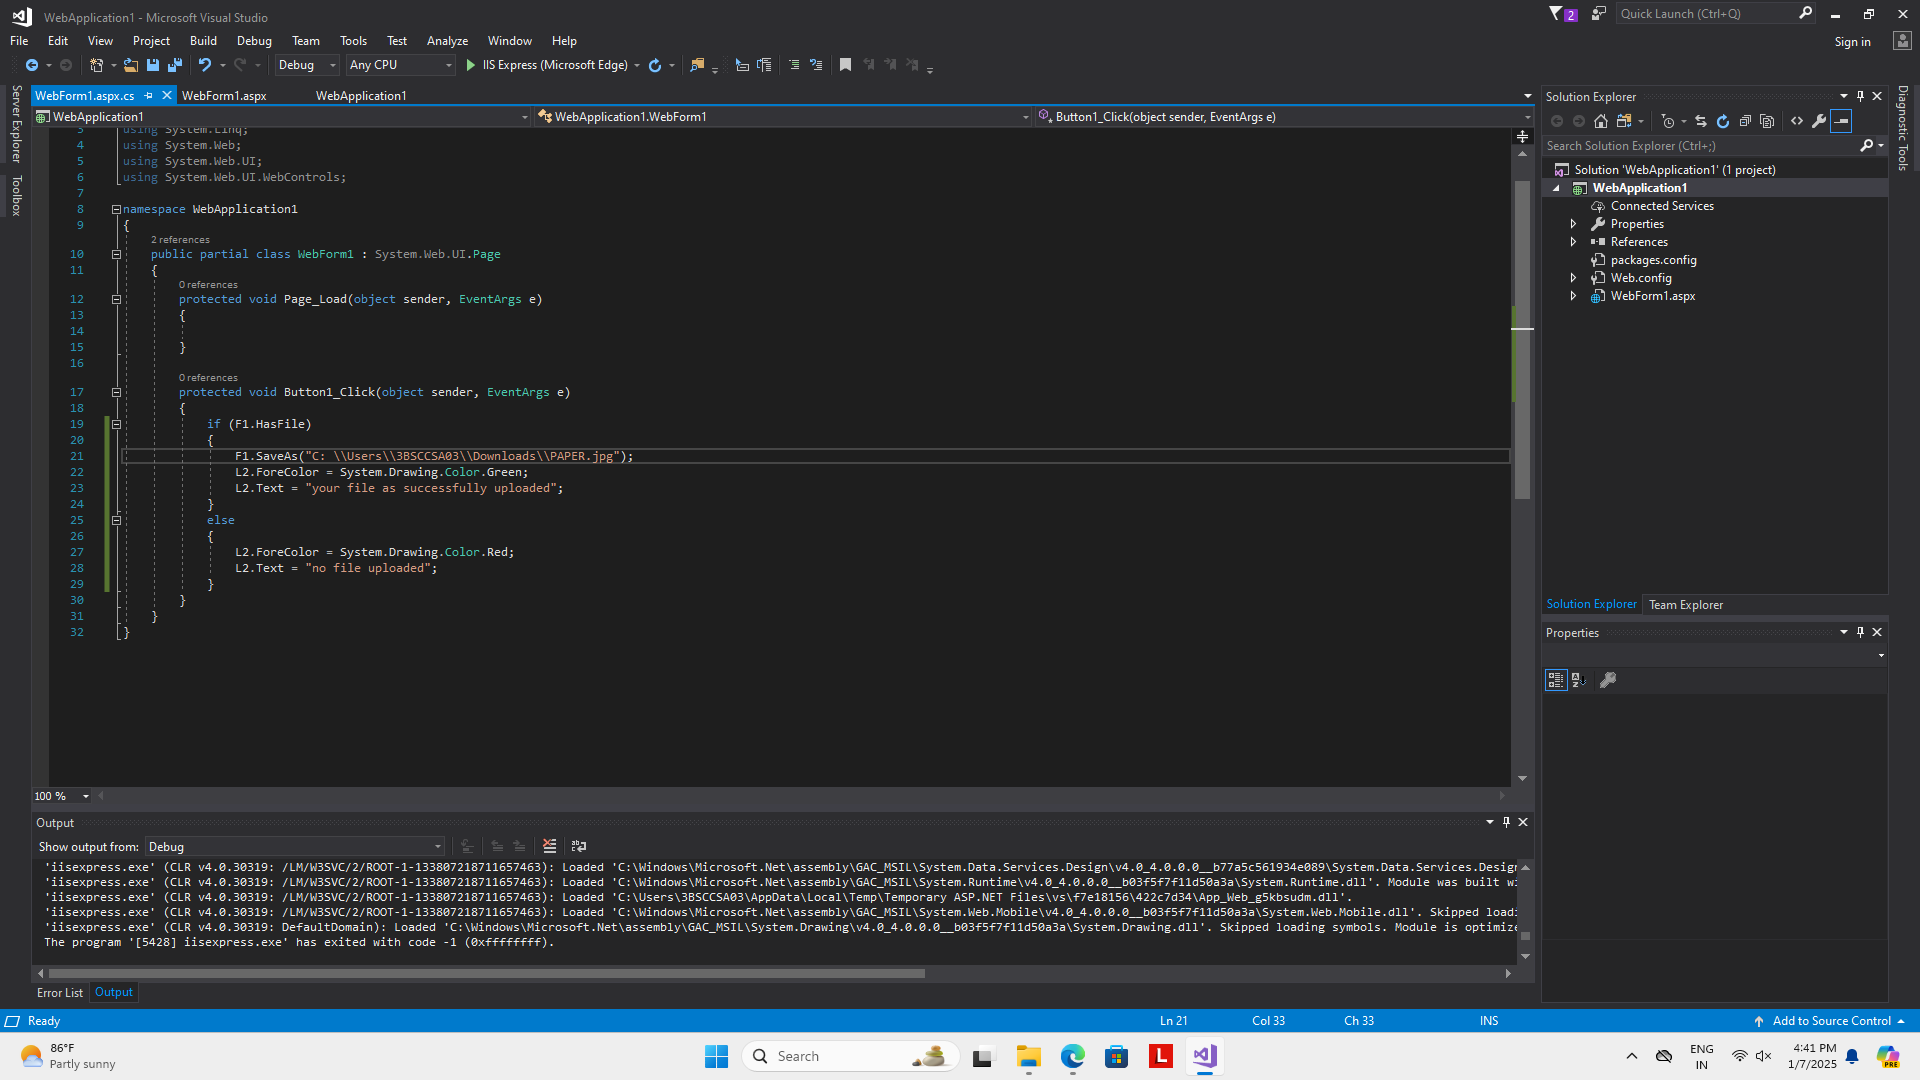 WebApplication1 - Microsoft Visual Studio
2
Quick Launch (Ctrl+Q)
File Edit View Project Build Debug Team Tools Test Analyze Window Help
Sign in
Debug Any CPU IIS Express (Microsoft Edge)
Server Explorer
Toolbox
WebForm1.aspx.cs WebForm1.aspx WebApplication1
WebApplication1 WebApplication1.WebForm1 Button1_Click(object sender, EventArgs e)
3 using System.Linq;
4 using System.Web;
5 using System.Web.UI;
6 using System.Web.UI.WebControls;
7
8 namespace WebApplication1
9 {
2 references
10 public partial class WebForm1 : System.Web.UI.Page
11 {
0 references
12 protected void Page_Load(object sender, EventArgs e)
13 {
14
15 }
16
0 references
17 protected void Button1_Click(object sender, EventArgs e)
18 {
19 if (F1.HasFile)
20 {
21 F1.SaveAs("C: \\Users\\3BSCCSA03\\Downloads\\PAPER.jpg");
22 L2.ForeColor = System.Drawing.Color.Green;
23 L2.Text = "your file as successfully uploaded";
24 }
25 else
26 {
27 L2.ForeColor = System.Drawing.Color.Red;
28 L2.Text = "no file uploaded";
29 }
30 }
31 }
32 }
100 %
Output
Show output from: Debug
'iisexpress.exe' (CLR v4.0.30319: /LM/W3SVC/2/ROOT-1-133807218711657463): Loaded 'C:\Windows\Microsoft.Net\assembly\GAC_MSIL\System.Data.Services.Design\v4.0_4.0.0.0__b77a5c561934e089\System.Data.Services.Design
'iisexpress.exe' (CLR v4.0.30319: /LM/W3SVC/2/ROOT-1-133807218711657463): Loaded 'C:\Windows\Microsoft.Net\assembly\GAC_MSIL\System.Runtime\v4.0_4.0.0.0__b03f5f7f11d50a3a\System.Runtime.dll'. Module was built wi
'iisexpress.exe' (CLR v4.0.30319: /LM/W3SVC/2/ROOT-1-133807218711657463): Loaded 'C:\Users\3BSCCSA03\AppData\Local\Temp\Temporary ASP.NET Files\vs\f7e18156\422c7d34\App_Web_g5kbsudm.dll'.
'iisexpress.exe' (CLR v4.0.30319: /LM/W3SVC/2/ROOT-1-133807218711657463): Loaded 'C:\Windows\Microsoft.Net\assembly\GAC_MSIL\System.Web.Mobile\v4.0_4.0.0.0__b03f5f7f11d50a3a\System.Web.Mobile.dll'. Skipped loadi
'iisexpress.exe' (CLR v4.0.30319: DefaultDomain): Loaded 'C:\Windows\Microsoft.Net\assembly\GAC_MSIL\System.Drawing\v4.0_4.0.0.0__b03f5f7f11d50a3a\System.Drawing.dll'. Skipped loading symbols. Module is optimize
The program '[5428] iisexpress.exe' has exited with code -1 (0xffffffff).
Error List Output
Solution Explorer
Search Solution Explorer (Ctrl+;)
Solution 'WebApplication1' (1 project)
WebApplication1
Connected Services
Properties
References
packages.config
Web.config
WebForm1.aspx
Solution Explorer Team Explorer
Properties
Diagnostic Tools
Ready Ln 21 Col 33 Ch 33 INS Add to Source Control
86°F
Partly sunny
Search
L
PRE
ENG
IN
4:41 PM
1/7/2025